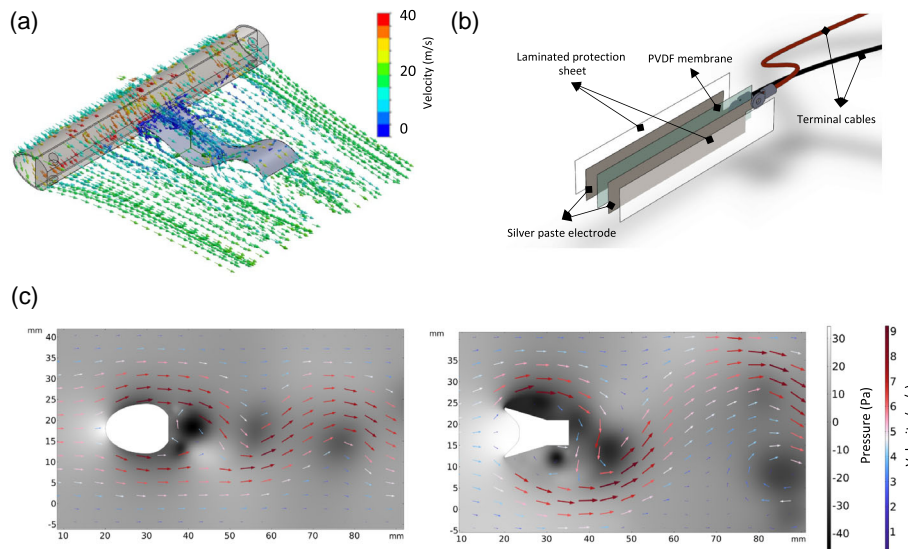 (a)
40
20
0
Velocity (m/s)
(b)
Laminated protection
sheet
PVDF membrane
Terminal cables
Silver paste electrode
(c)
mm
40
35
30
25
20
15
10
5
0
-5
10 20 30 40 50 60 70 80 mm
mm
40
35
30
25
20
15
10
5
0
-5
10 20 30 40 50 60 70 80 mm
30
20
10
0
-10
-20
-30
-40
Pressure (Pa)
9
8
7
6
5
4
3
2
1